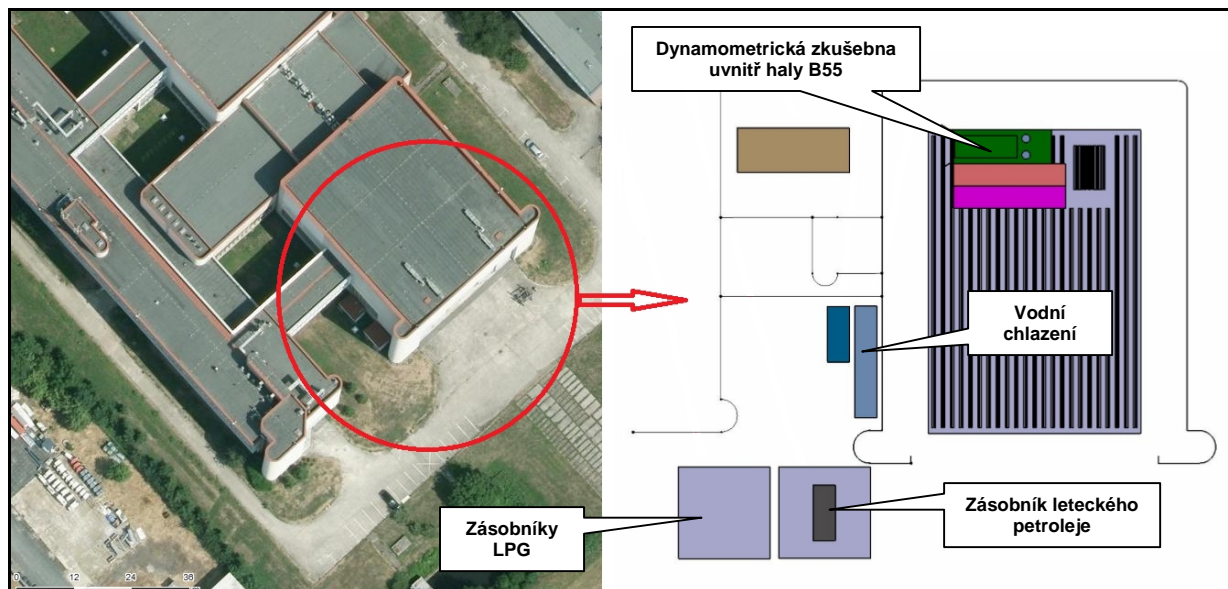 Dynamometrická zkušebna
uvnitř haly B55
Vodní
chlazení
Zásobníky
LPG
Zásobník leteckého
petroleje
0 12 24 36